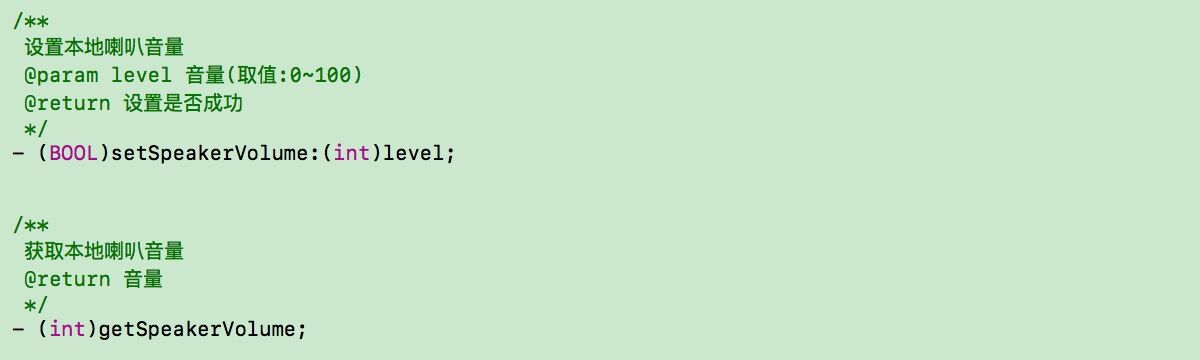 /**
设置本地喇叭音量
@param level 音量(取值:0~100)
@return 设置是否成功
*/
- (BOOL)setSpeakerVolume:(int)level;
/**
获取本地喇叭音量
@return 音量
*/
- (int)getSpeakerVolume;